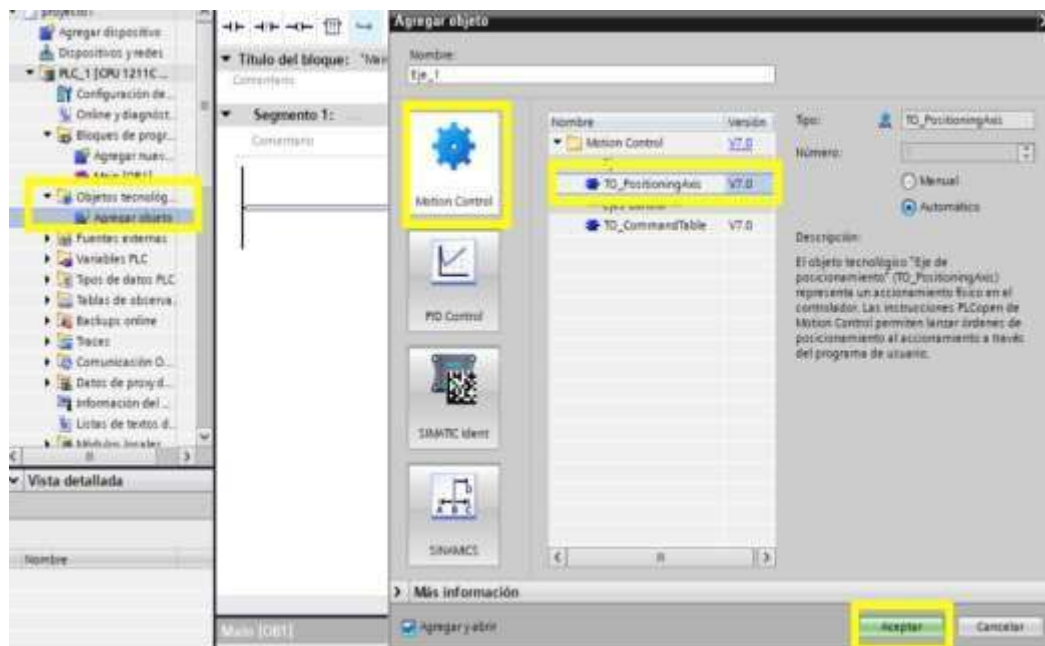 proyecto1
Agregar dispositivo
Dispositivos y redes
PLC_1 [CPU 1211C ...
Configuración de...
Online y diagnóst...
Bloques de progr...
Agregar nuev...
Main [OB1]
Objetos tecnológ...
Agregar objeto
Fuentes externas
Variables PLC
Tipos de datos PLC
Tablas de observa...
Backups online
Traces
Comunicación O...
Datos de proxy d...
Información del ...
Listas de textos d...
Módulos locales
Vista detallada
Nombre
Título del bloque: "Main
Comentario
Segmento 1:
Comentario
Main [OB1]
Agregar objeto
Nombre:
Eje_1
Motion Control
PID Control
SIMATIC Ident
SINAMICS
Nombre Versión
Motion Control V7.0
TO_PositioningAxis V7.0
TO_CommandTable V7.0
Tipo: TO_PositioningAxis
Número:
Manual
Automático
Descripción:
El objeto tecnológico "Eje de
posicionamiento" (TO_PositioningAxis)
representa un accionamiento físico en el
controlador. Las instrucciones PLCopen de
Motion Control permiten lanzar órdenes de
posicionamiento al accionamiento a través
del programa de usuario.
Más información
Agregar y abrir
Aceptar Cancelar